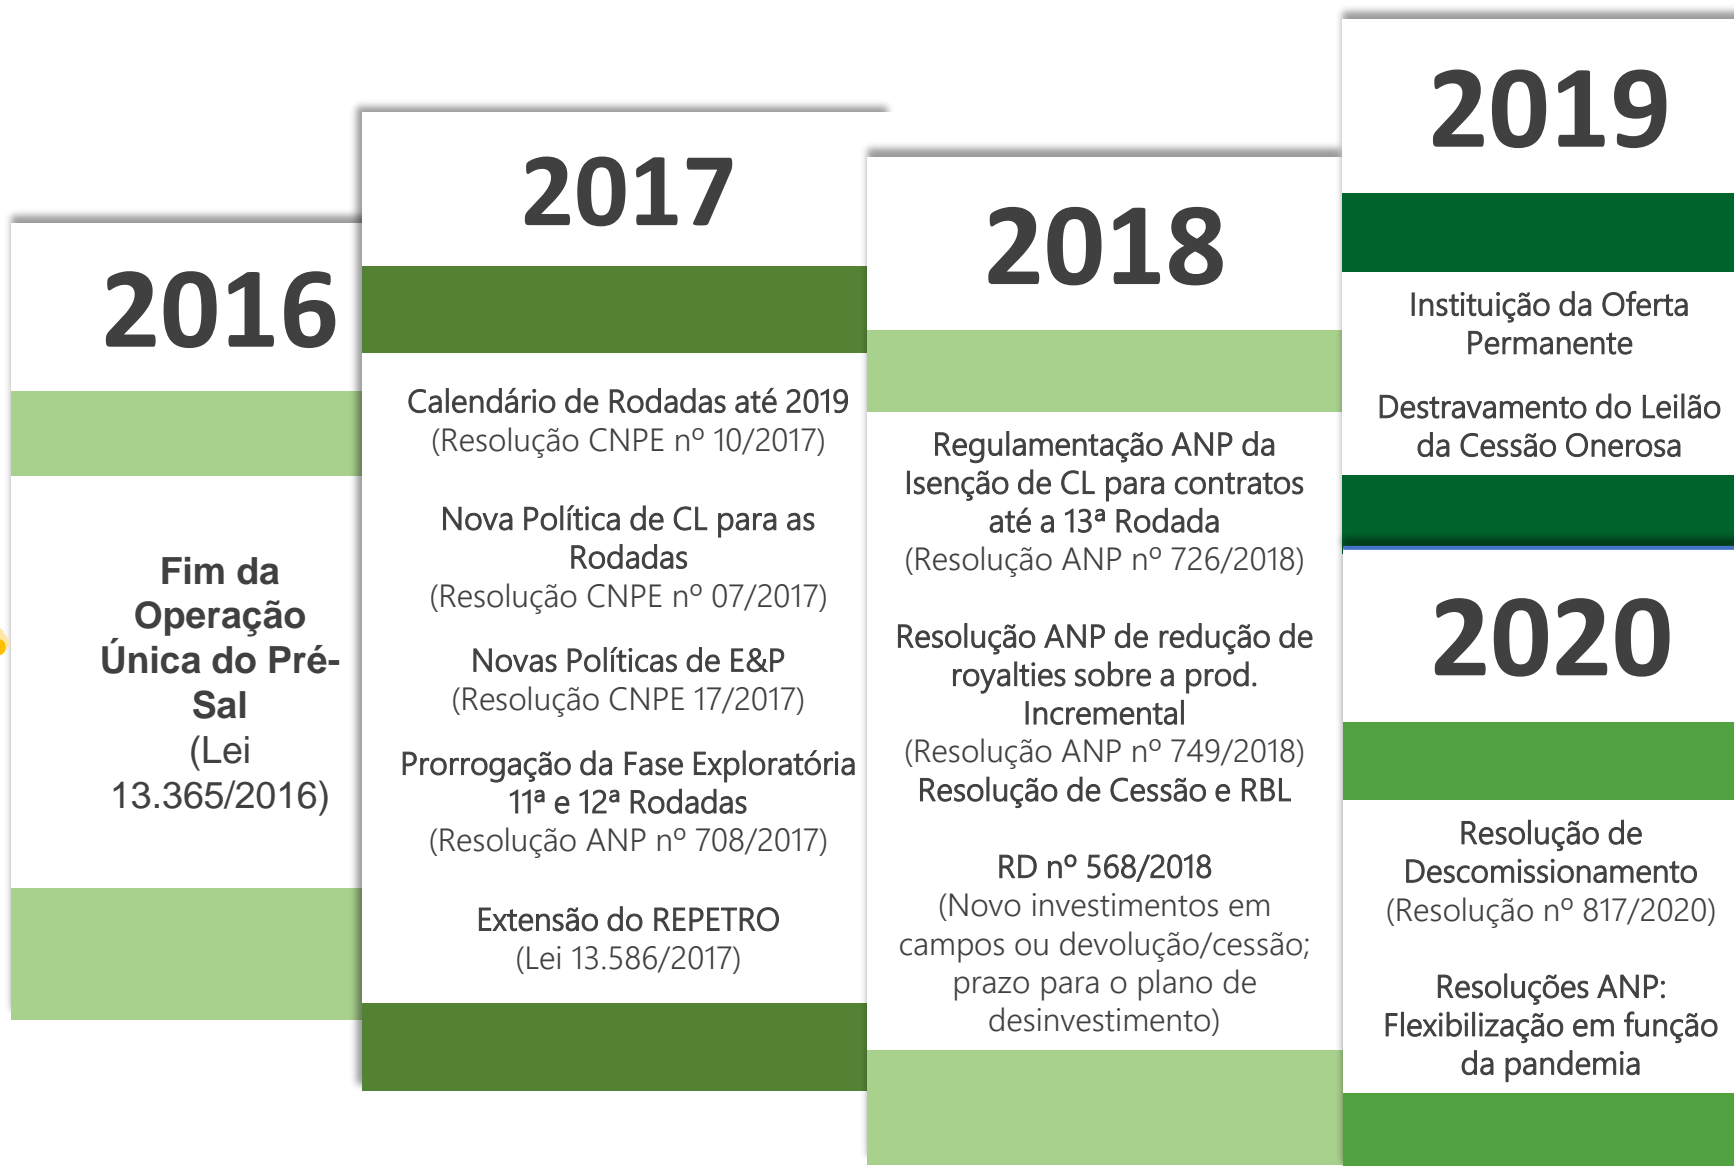 2016
Fim da
Operação
Única do Pré-
Sal
(Lei
13.365/2016)
2017
Calendário de Rodadas até 2019
(Resolução CNPE nº 10/2017)
Nova Política de CL para as
Rodadas
(Resolução CNPE nº 07/2017)
Novas Políticas de E&P
(Resolução CNPE 17/2017)
Prorrogação da Fase Exploratória
11ª e 12ª Rodadas
(Resolução ANP nº 708/2017)
Extensão do REPETRO
(Lei 13.586/2017)
2018
Regulamentação ANP da
Isenção de CL para contratos
até a 13ª Rodada
(Resolução ANP nº 726/2018)
Resolução ANP de redução de
royalties sobre a prod.
Incremental
(Resolução ANP nº 749/2018)
Resolução de Cessão e RBL
RD nº 568/2018
(Novo investimentos em
campos ou devolução/cessão;
prazo para o plano de
desinvestimento)
2019
Instituição da Oferta
Permanente
Destravamento do Leilão
da Cessão Onerosa
2020
Resolução de
Descomissionamento
(Resolução nº 817/2020)
Resoluções ANP:
Flexibilização em função
da pandemia